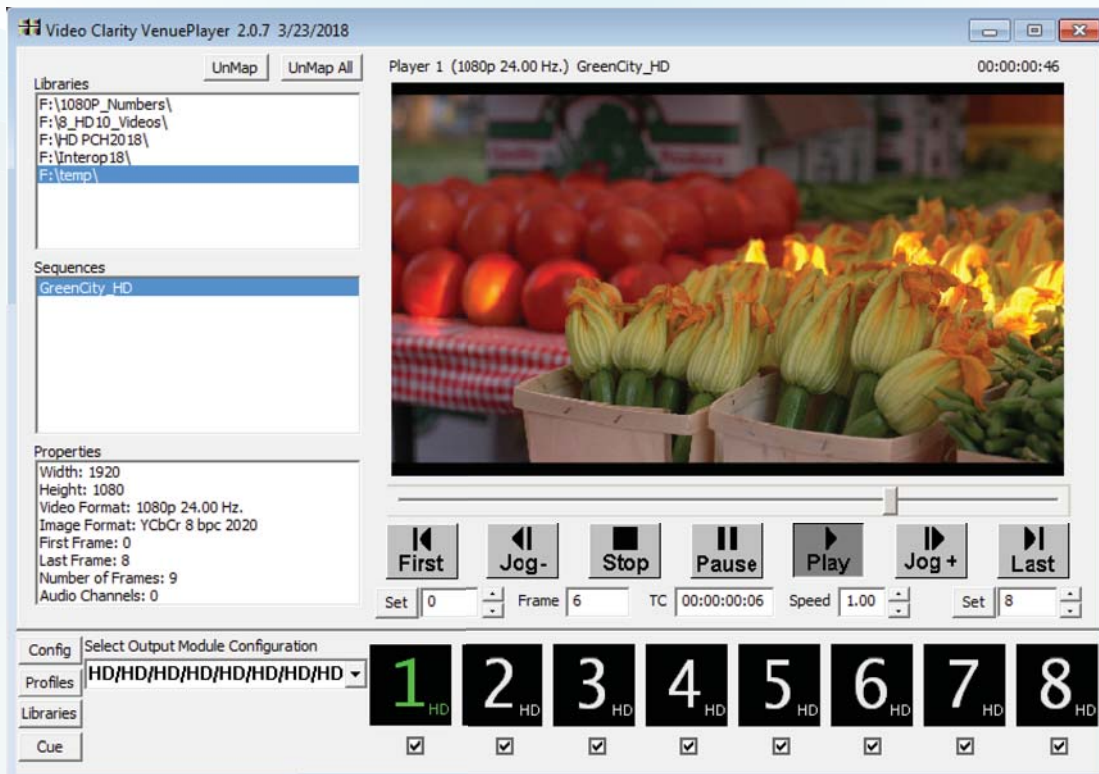 Video Clarity VenuePlayer 2.0.7 3/23/2018
UnMap UnMap All
Libraries
F:\1080P_Numbers\
F:\8_HD10_Videos\
F:\HD PCH2018\
F:\Interop18\
F:\temp\
Sequences
GreenCity_HD
Properties
Width: 1920
Height: 1080
Video Format: 1080p 24.00 Hz.
Image Format: YCbCr 8 bpc 2020
First Frame: 0
Last Frame: 8
Number of Frames: 9
Audio Channels: 0
Player 1 (1080p 24.00 Hz.) GreenCity_HD 00:00:00:46
First Jog- Stop Pause Play Jog+ Last
Set 0 Frame 6 TC 00:00:00:06 Speed 1.00 Set 8
Config
Profiles
Libraries
Cue
Select Output Module Configuration
HD/HD/HD/HD/HD/HD/HD/HD
1 HD 2 HD 3 HD 4 HD 5 HD 6 HD 7 HD 8 HD